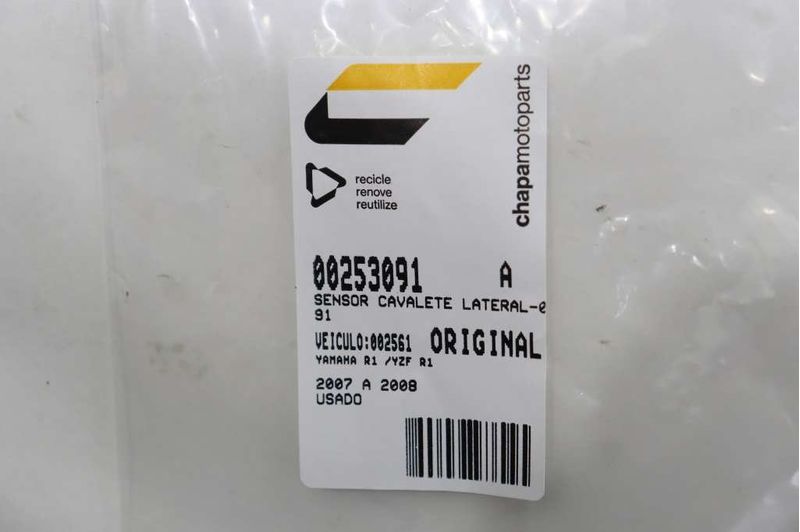 chapamotoparts
recicle
renove
reutilize
00253091 A
SENSOR CAVALETE LATERAL-0
91
VEICULO:002561 ORIGINAL
YAMAHA R1 /YZF R1
2007 A 2008
USADO